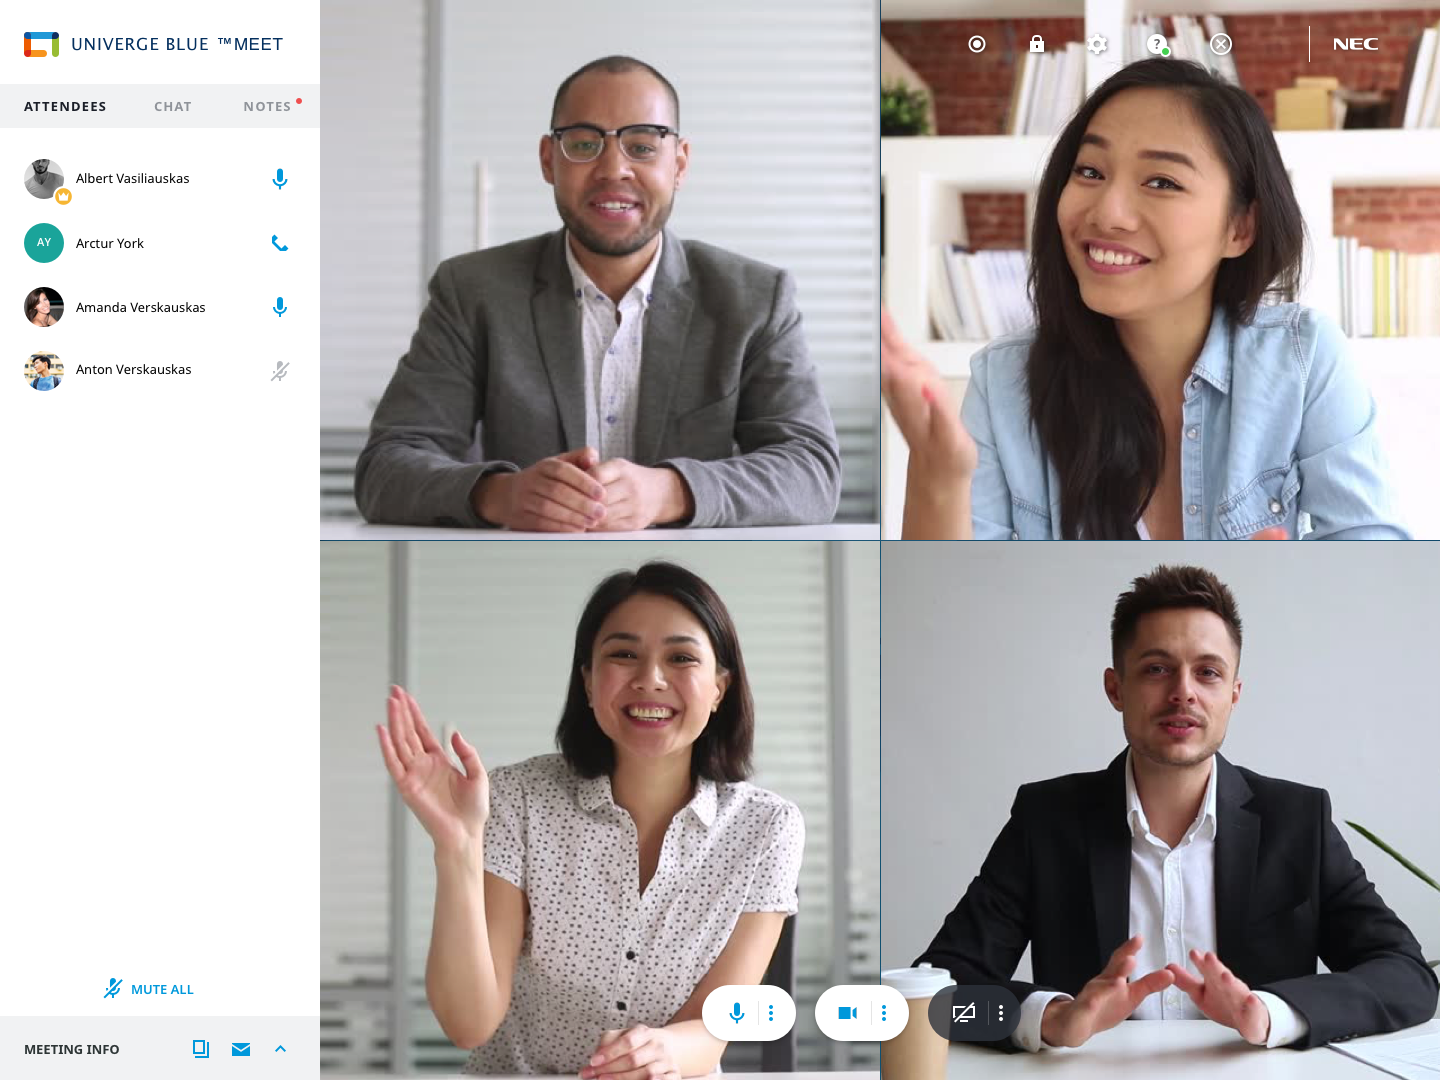 UNIVERGE BLUE ™MEET
ATTENDEES CHAT NOTES
Albert Vasiliauskas
AY Arctur York
Amanda Verskauskas
Anton Verskauskas
MUTE ALL
MEETING INFO
?
NEC